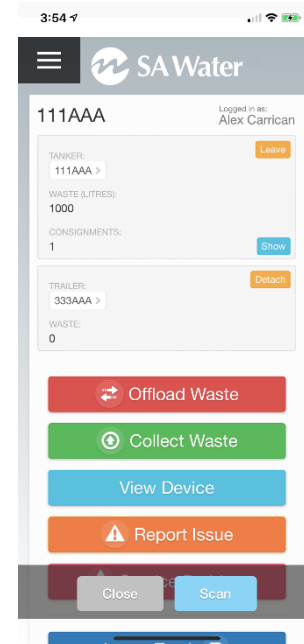 3:54
SA Water
111AAA
Logged in as:
Alex Carrican
TANKER:
Leave
111AAA >
WASTE (LITRES):
1000
CONSIGNMENTS:
1
Show
TRAILER:
Detach
333AAA >
WASTE:
0
Offload Waste
Collect Waste
View Device
Report Issue
Close
Scan